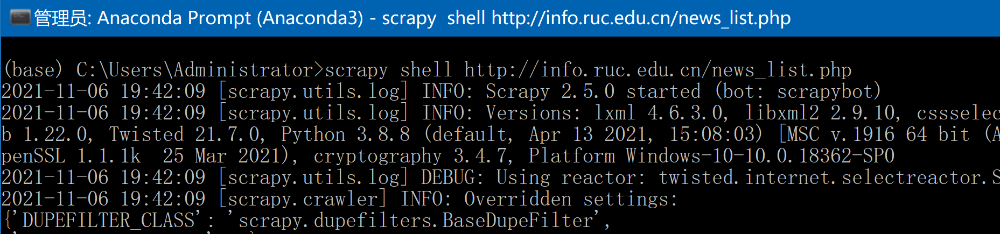 管理员: Anaconda Prompt (Anaconda3) - scrapy  shell http://info.ruc.edu.cn/news_list.php
(base) C:\Users\Administrator>scrapy shell http://info.ruc.edu.cn/news_list.php
2021-11-06 19:42:09 [scrapy.utils.log] INFO: Scrapy 2.5.0 started (bot: scrapybot)
2021-11-06 19:42:09 [scrapy.utils.log] INFO: Versions: lxml 4.6.3.0, libxml2 2.9.10, cssselec
b 1.22.0, Twisted 21.7.0, Python 3.8.8 (default, Apr 13 2021, 15:08:03) [MSC v.1916 64 bit (A
penSSL 1.1.1k  25 Mar 2021), cryptography 3.4.7, Platform Windows-10-10.0.18362-SP0
2021-11-06 19:42:09 [scrapy.utils.log] DEBUG: Using reactor: twisted.internet.selectreactor.S
2021-11-06 19:42:09 [scrapy.crawler] INFO: Overridden settings:
{'DUPEFILTER_CLASS': 'scrapy.dupefilters.BaseDupeFilter',